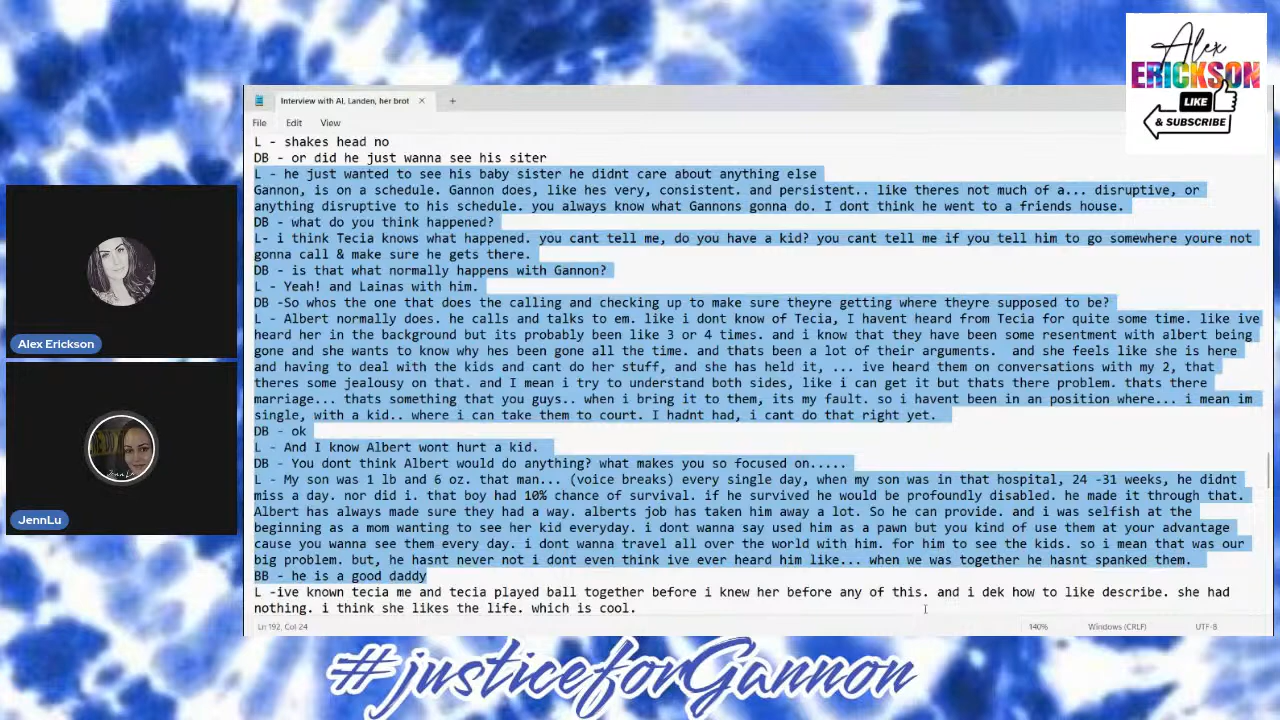 Alex
ERICKSON
LIKE
& SUBSCRIBE
Interview with Al, Landen, her brot
File Edit View
L - shakes head no
DB - or did he just wanna see his siter
L - he just wanted to see his baby sister he didnt care about anything else
Gannon, is on a schedule. Gannon does, like hes very, consistent. and persistent.. like theres not much of a... disruptive, or
anything disruptive to his schedule. you always know what Gannons gonna do. I dont think he went to a friends house.
DB - what do you think happened?
L- i think Tecia knows what happened. you cant tell me, do you have a kid? you cant tell me if you tell him to go somewhere youre not
gonna call & make sure he gets there.
DB - is that what normally happens with Gannon?
L - Yeah! and Lainas with him.
DB -So whos the one that does the calling and checking up to make sure theyre getting where theyre supposed to be?
L - Albert normally does. he calls and talks to em. like i dont know of Tecia, I havent heard from Tecia for quite some time. like ive
heard her in the background but its probably been like 3 or 4 times. and i know that they have been some resentment with albert being
gone and she wants to know why hes been gone all the time. and thats been a lot of their arguments.  and she feels like she is here
and having to deal with the kids and cant do her stuff, and she has held it, ... ive heard them on conversations with my 2, that
theres some jealousy on that. and I mean i try to understand both sides, like i can get it but thats there problem. thats there
marriage... thats something that you guys.. when i bring it to them, its my fault. so i havent been in an position where... i mean im
single, with a kid.. where i can take them to court. I hadnt had, i cant do that right yet.
DB - ok
L - And I know Albert wont hurt a kid.
DB - You dont think Albert would do anything? what makes you so focused on.....
L - My son was 1 lb and 6 oz. that man... (voice breaks) every single day, when my son was in that hospital, 24 -31 weeks, he didnt
miss a day. nor did i. that boy had 10% chance of survival. if he survived he would be profoundly disabled. he made it through that.
Albert has always made sure they had a way. alberts job has taken him away a lot. So he can provide. and i was selfish at the
beginning as a mom wanting to see her kid everyday. i dont wanna say used him as a pawn but you kind of use them at your advantage
cause you wanna see them every day. i dont wanna travel all over the world with him. for him to see the kids. so i mean that was our
big problem. but, he hasnt never not i dont even think ive ever heard him like... when we was together he hasnt spanked them.
BB - he is a good daddy
L -ive known tecia me and tecia played ball together before i knew her before any of this. and i dek how to like describe. she had
nothing. i think she likes the life. which is cool.
Ln 192, Col 24 140% Windows (CRLF) UTF-8
Alex Erickson
JennLu
#justiceforGannon